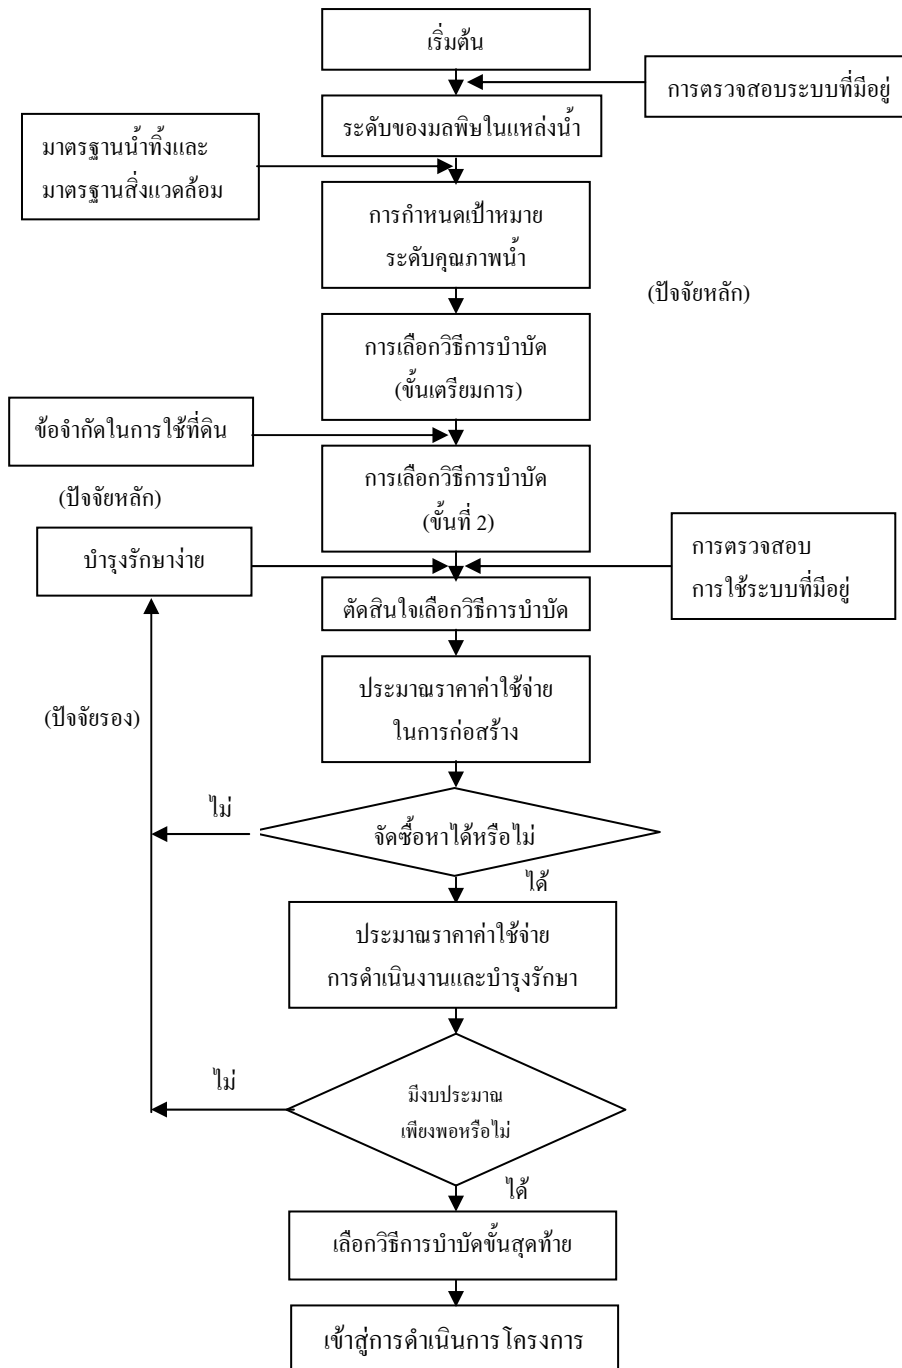 เริ่มต้น
การตรวจสอบระบบที่มีอยู่
ระดับของมลพิษในแหล่งน้ำ
มาตรฐานน้ำทิ้งและ
มาตรฐานสิ่งแวดล้อม
การกำหนดเป้าหมาย
ระดับคุณภาพน้ำ
(ปัจจัยหลัก)
การเลือกวิธีการบำบัด
(ขั้นเตรียมการ)
ข้อจำกัดในการใช้ที่ดิน
(ปัจจัยหลัก)
การเลือกวิธีการบำบัด
(ขั้นที่ 2)
บำรุงรักษาง่าย
การตรวจสอบ
การใช้ระบบที่มีอยู่
ตัดสินใจเลือกวิธีการบำบัด
ประมาณราคาค่าใช้จ่าย
ในการก่อสร้าง
(ปัจจัยรอง)
ไม่
จัดซื้อหาได้หรือไม่
ได้
ประมาณราคาค่าใช้จ่าย
การดำเนินงานและบำรุงรักษา
ไม่
มีงบประมาณ
เพียงพอหรือไม่
ได้
เลือกวิธีการบำบัดขั้นสุดท้าย
เข้าสู่การดำเนินการโครงการ